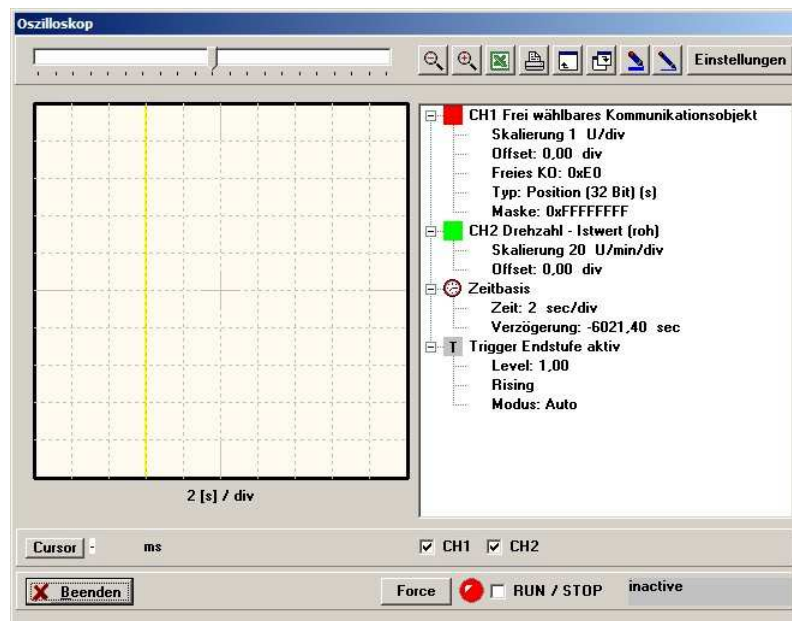 Oszilloskop
Einstellungen
CH1 Frei wählbares Kommunikationsobjekt
Skalierung 1 U/div
Offset: 0,00 div
Freies KO: 0xE0
Typ: Position (32 Bit) (s)
Maske: 0xFFFFFFFF
CH2 Drehzahl - Istwert (roh)
Skalierung 20 U/min/div
Offset: 0,00 div
Zeitbasis
Zeit: 2 sec/div
Verzögerung: -6021,40 sec
T Trigger Endstufe aktiv
Level: 1,00
Rising
Modus: Auto
2 [s] / div
Cursor - ms
CH1 CH2
Beenden
Force RUN / STOP inactive